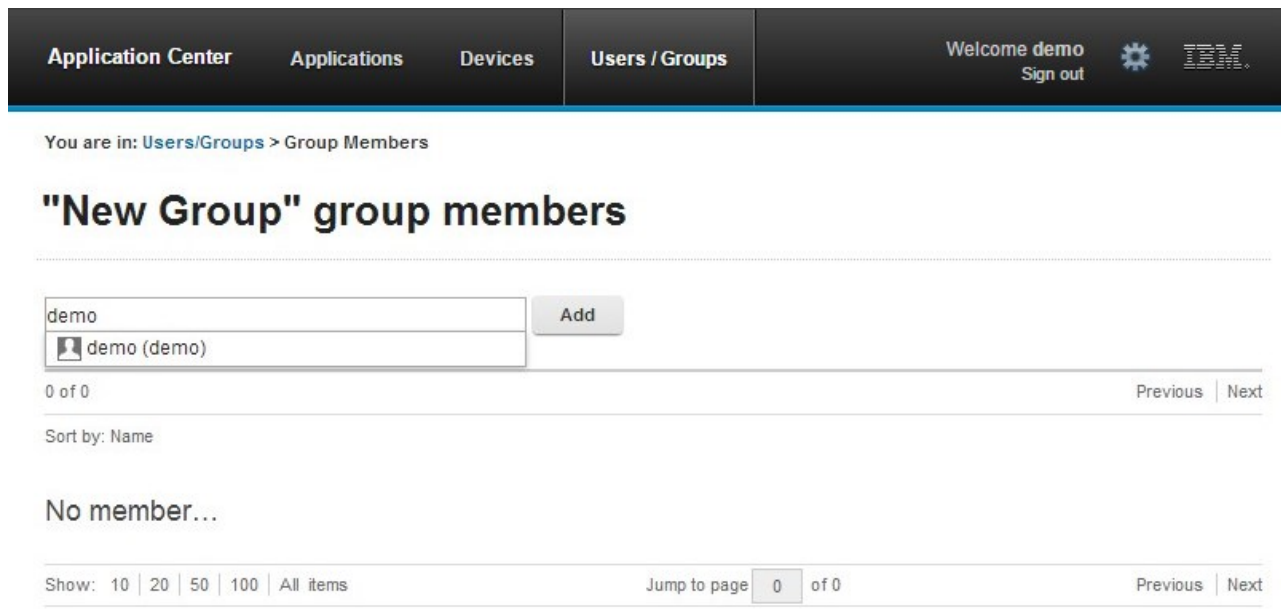 Application Center Applications Devices Users / Groups Welcome demo
Sign out
IBM.
You are in: Users/Groups > Group Members
"New Group" group members
demo Add
demo (demo)
0 of 0 Previous | Next
Sort by: Name
No member...
Show: 10 | 20 | 50 | 100 | All items Jump to page 0 of 0 Previous | Next